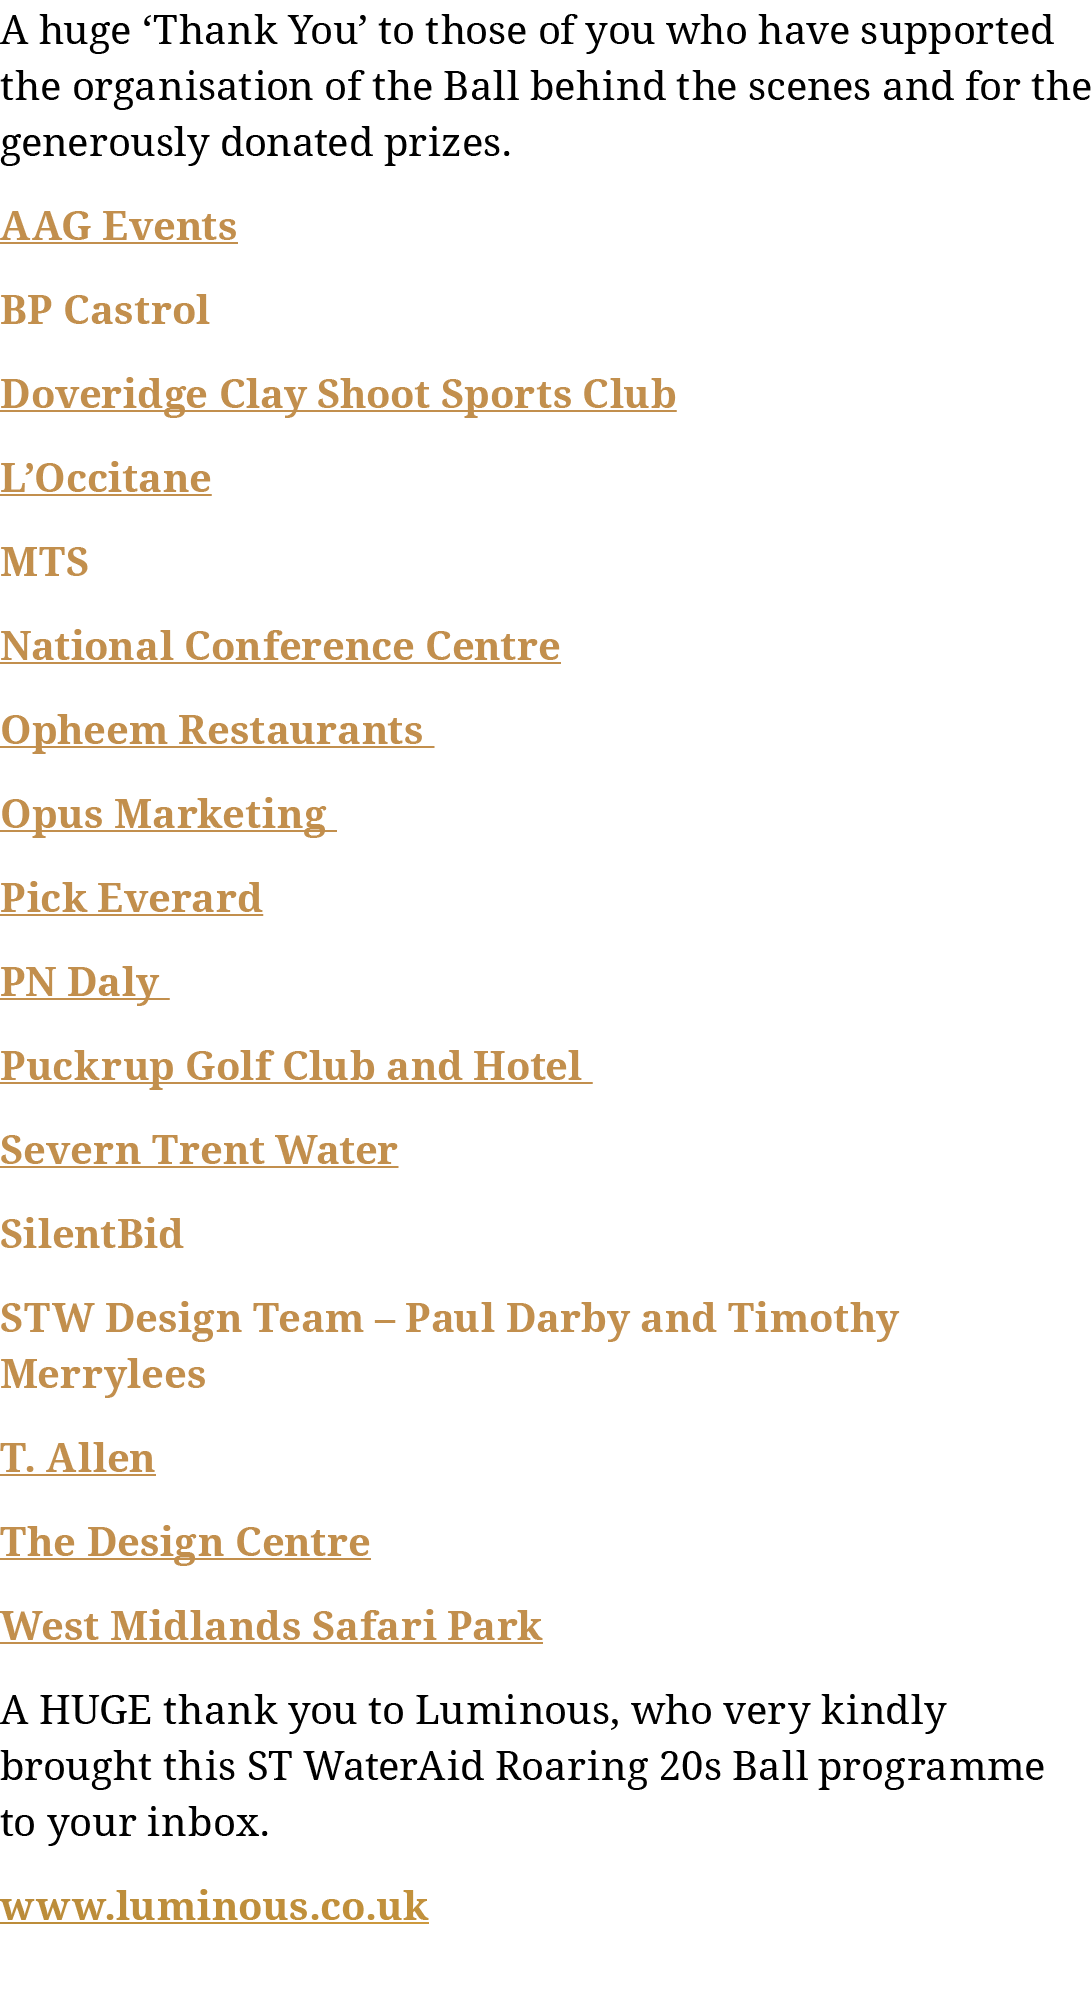 A huge ‘Thank You’ to those of you who have supported
the organisation of the Ball behind the scenes and for the
generously donated prizes.
AAG Events
BP Castrol
Doveridge Clay Shoot Sports Club
L’Occitane
MTS
National Conference Centre
Opheem Restaurants
Opus Marketing
Pick Everard
PN Daly
Puckrup Golf Club and Hotel
Severn Trent Water
SilentBid
STW Design Team – Paul Darby and Timothy
Merrylees
T. Allen
The Design Centre
West Midlands Safari Park
A HUGE thank you to Luminous, who very kindly
brought this ST WaterAid Roaring 20s Ball programme
to your inbox.
www.luminous.co.uk